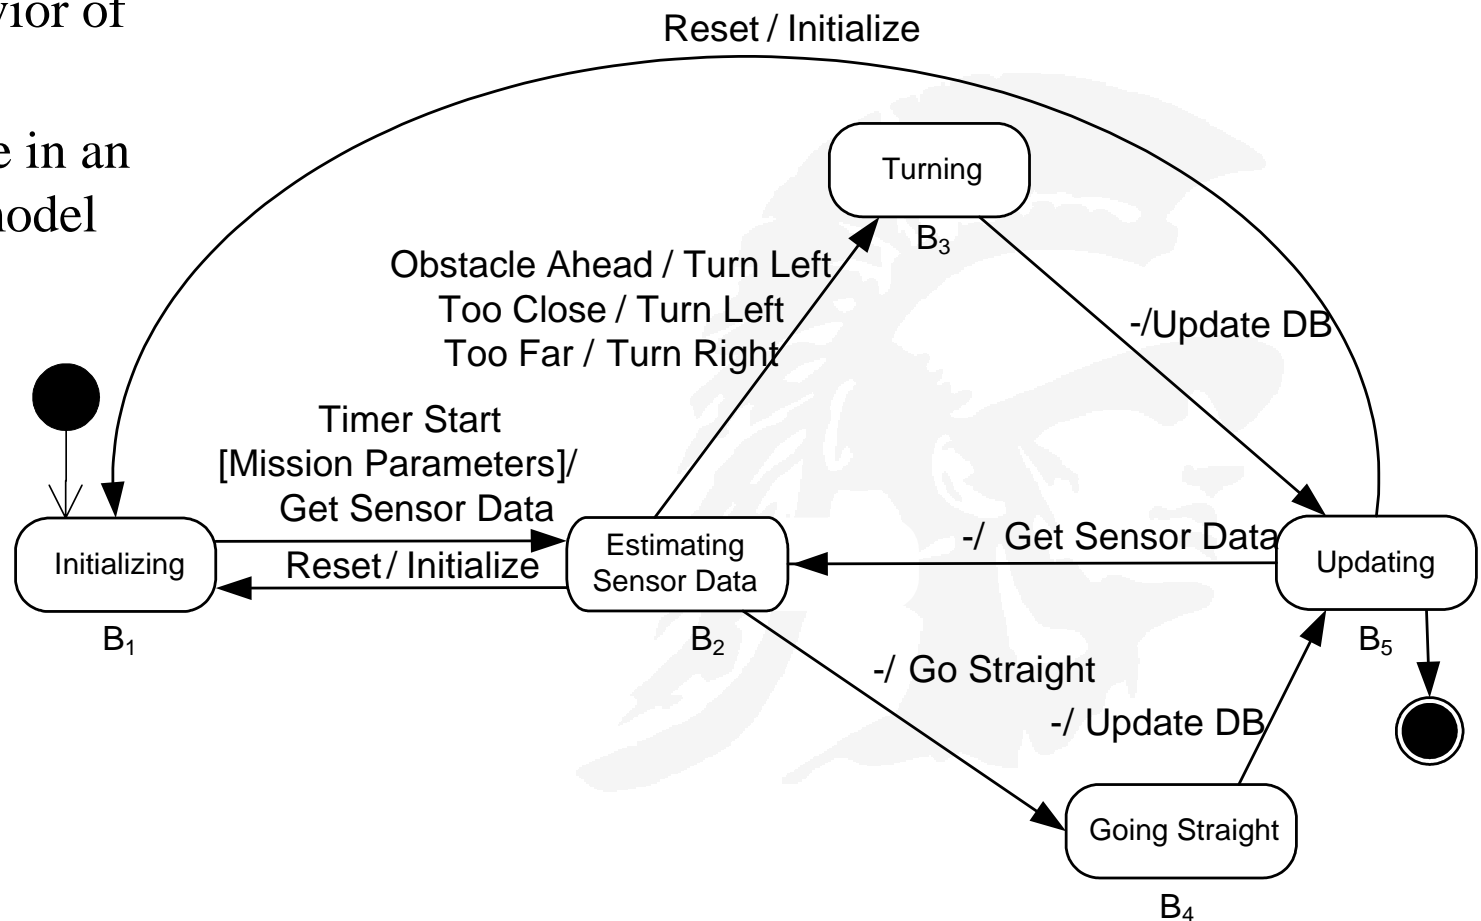 vior of
e in an
nodel
Reset / Initialize
Turning
B₃
Obstacle Ahead / Turn Left
Too Close / Turn Left
Too Far / Turn Right
-/Update DB
Timer Start
[Mission Parameters]/
Get Sensor Data
Reset / Initialize
Initializing
B₁
Estimating
Sensor Data
B₂
-/ Get Sensor Data
Updating
B₅
-/ Go Straight
-/ Update DB
Going Straight
B₄